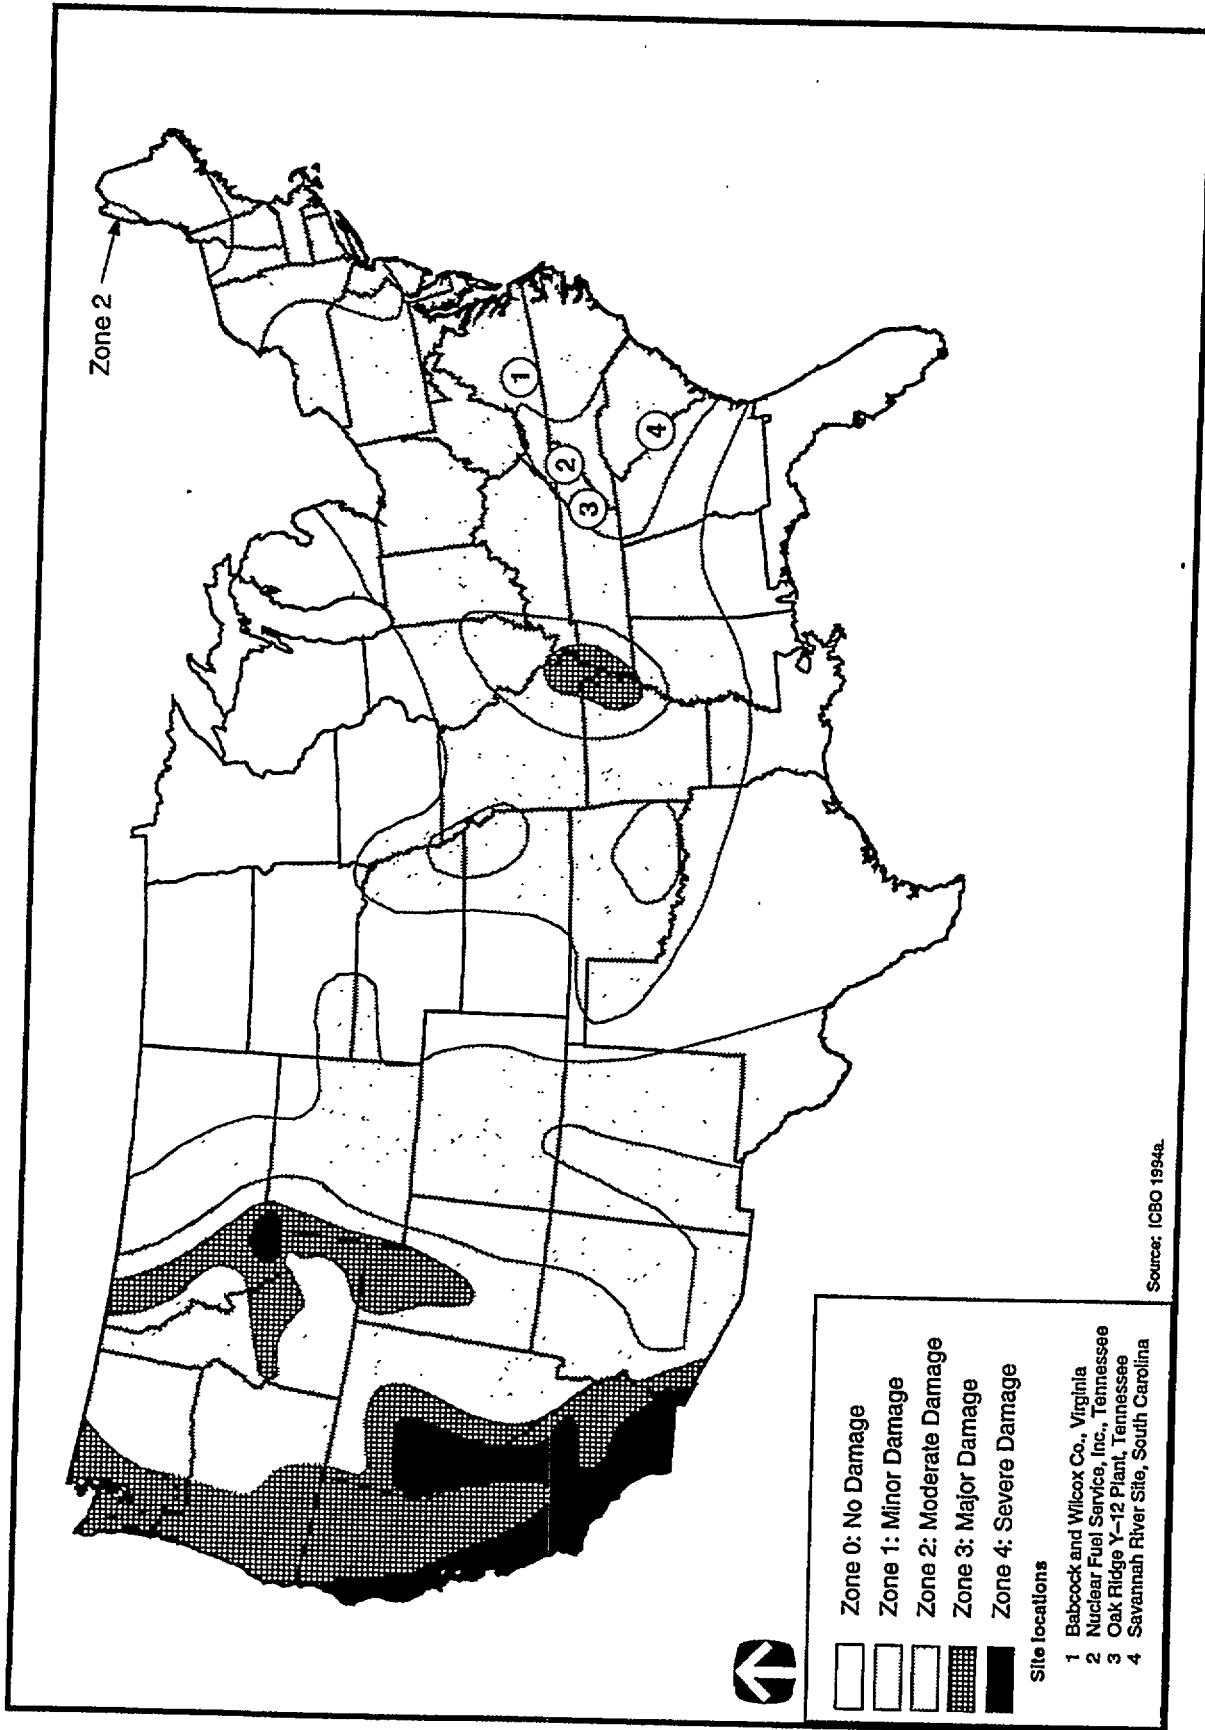 Zone 2
1
2
3
4
Zone 0: No Damage
Zone 1: Minor Damage
Zone 2: Moderate Damage
Zone 3: Major Damage
Zone 4: Severe Damage
Site locations
1 Babcock and Wilcox Co., Virginia
2 Nuclear Fuel Service, Inc., Tennessee
3 Oak Ridge Y–12 Plant, Tennessee
4 Savannah River Site, South Carolina
Source: ICBO 1994a.